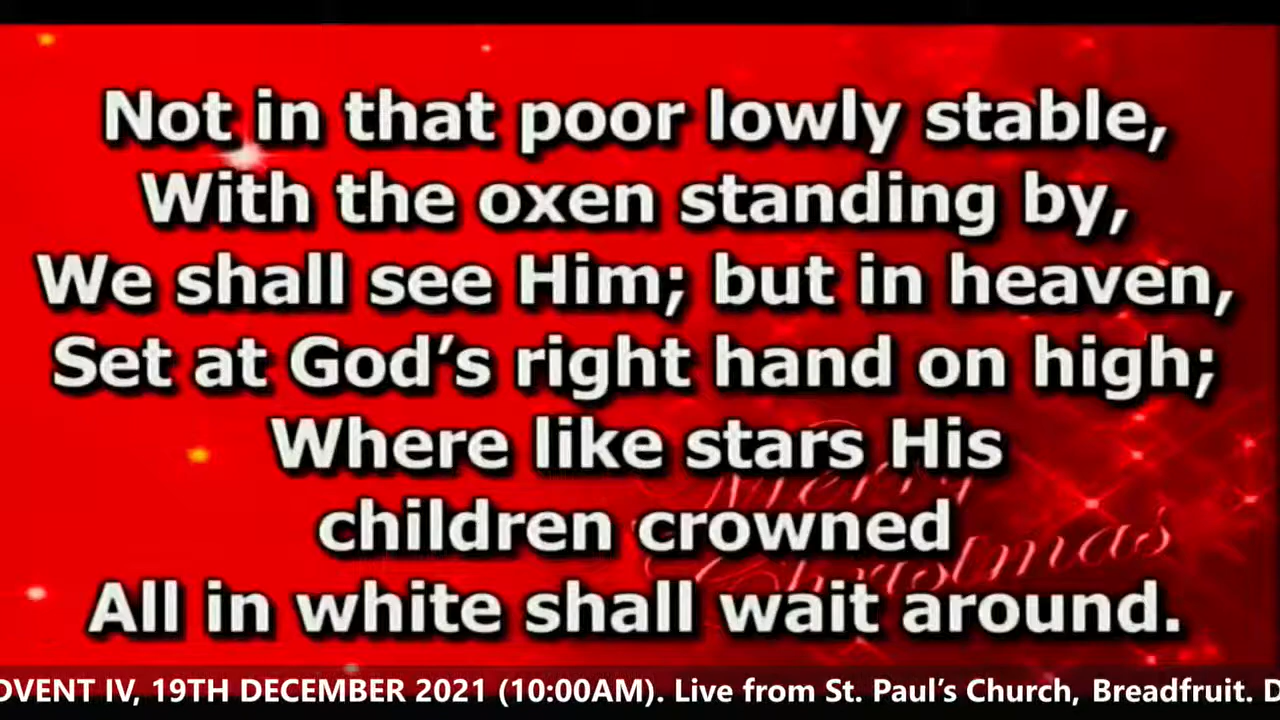 Not in that poor lowly stable,
With the oxen standing by,
We shall see Him; but in heaven,
Set at God’s right hand on high;
Where like stars His
children crowned
All in white shall wait around.
Merry
Christmas
DVENT IV, 19TH DECEMBER 2021 (10:00AM). Live from St. Paul’s Church, Breadfruit. D